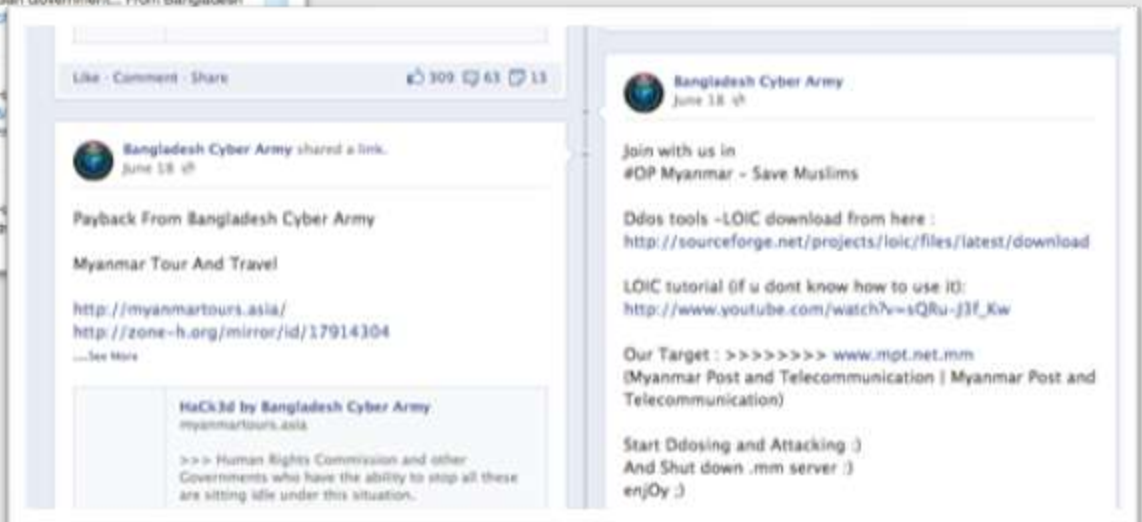 an Government... From Bangladesh
Like · Comment · Share 309 63 13
Bangladesh Cyber Army shared a link.
June 18
Payback From Bangladesh Cyber Army
Myanmar Tour And Travel
http://myanmartours.asia/
http://zone-h.org/mirror/id/17914304
....See More
HaCk3d by Bangladesh Cyber Army
myanmartours.asia
>>> Human Rights Commission and other
Governments who have the ability to stop all these
are sitting idle under this situation.
Bangladesh Cyber Army
June 18
Join with us in
#OP Myanmar - Save Muslims
Ddos tools -LOIC download from here :
http://sourceforge.net/projects/loic/files/latest/download
LOIC tutorial (if u dont know how to use it):
http://www.youtube.com/watch?v=sQRu-J3f_Kw
Our Target : >>>>>>>> www.mpt.net.mm
(Myanmar Post and Telecommunication | Myanmar Post and
Telecommunication)
Start Ddosing and Attacking :)
And Shut down .mm server :)
enjOy :)